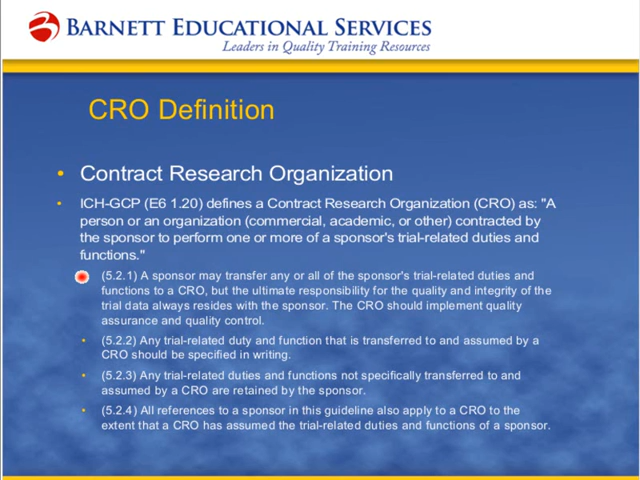 BARNETT EDUCATIONAL SERVICES
Leaders in Quality Training Resources
CRO Definition
• Contract Research Organization
• ICH-GCP (E6 1.20) defines a Contract Research Organization (CRO) as: "A
person or an organization (commercial, academic, or other) contracted by
the sponsor to perform one or more of a sponsor's trial-related duties and
functions."
(5.2.1) A sponsor may transfer any or all of the sponsor's trial-related duties and
functions to a CRO, but the ultimate responsibility for the quality and integrity of the
trial data always resides with the sponsor. The CRO should implement quality
assurance and quality control.
• (5.2.2) Any trial-related duty and function that is transferred to and assumed by a
CRO should be specified in writing.
• (5.2.3) Any trial-related duties and functions not specifically transferred to and
assumed by a CRO are retained by the sponsor.
• (5.2.4) All references to a sponsor in this guideline also apply to a CRO to the
extent that a CRO has assumed the trial-related duties and functions of a sponsor.